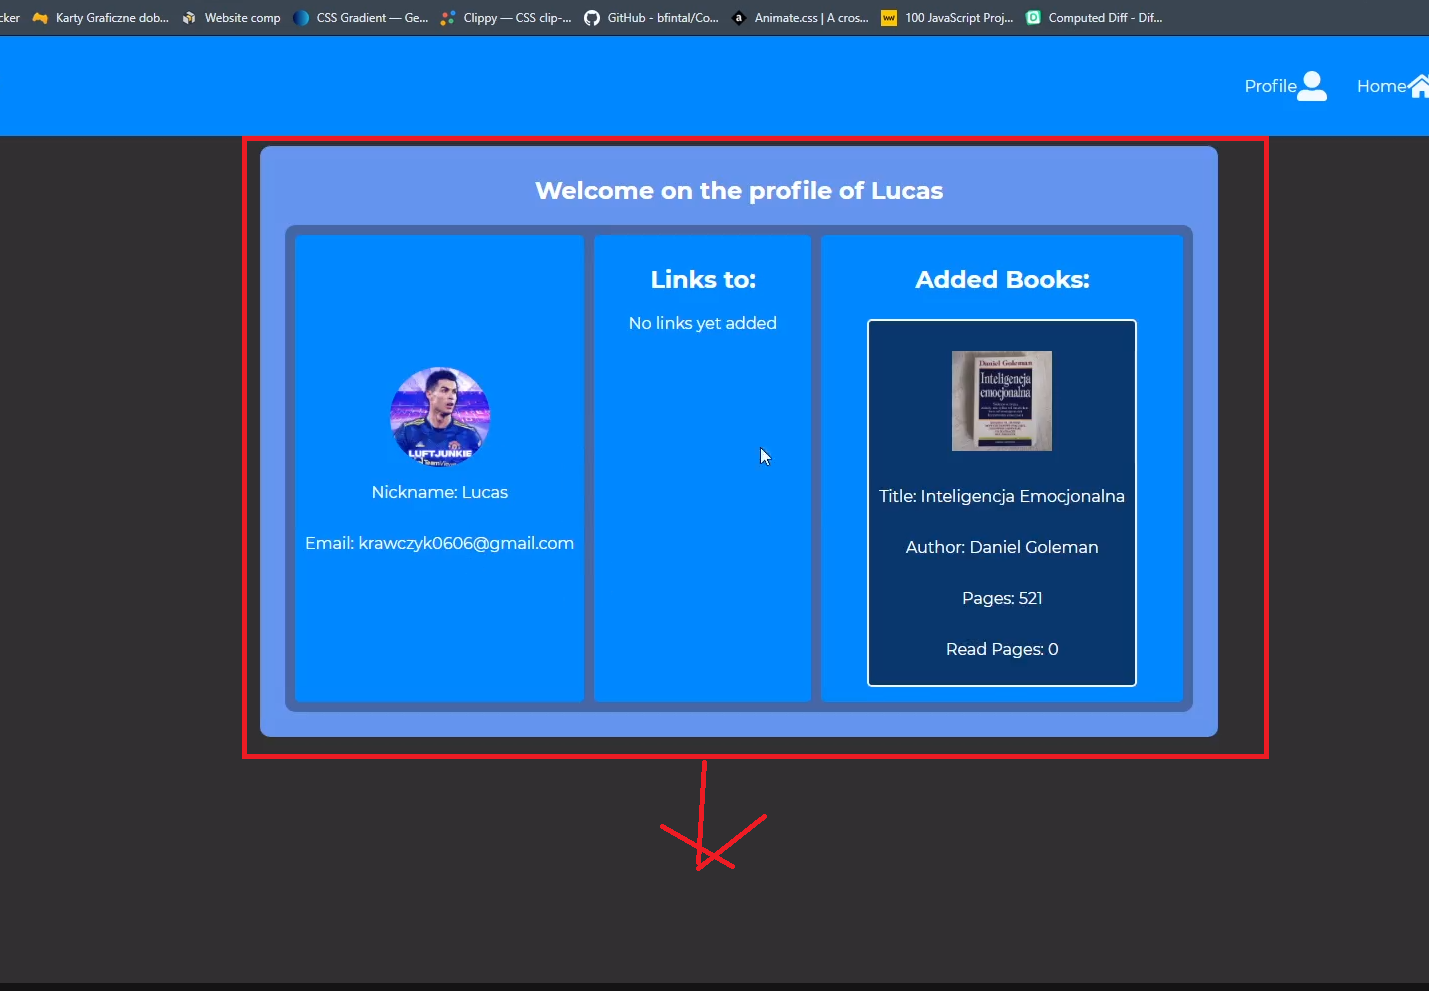 cker Karty Graficzne dob... Website comp CSS Gradient — Ge... Clippy — CSS clip-... GitHub - bfintal/Co... a Animate.css | A cros... 100 JavaScript Proj... Computed Diff - Dif...
Profile Home
Welcome on the profile of Lucas
Links to:
No links yet added
Added Books:
LUFTJUNKIE
Nickname: Lucas
Email: krawczyk0606@gmail.com
Daniel Goleman
Inteligencja
emocjonalna
Title: Inteligencja Emocjonalna
Author: Daniel Goleman
Pages: 521
Read Pages: 0